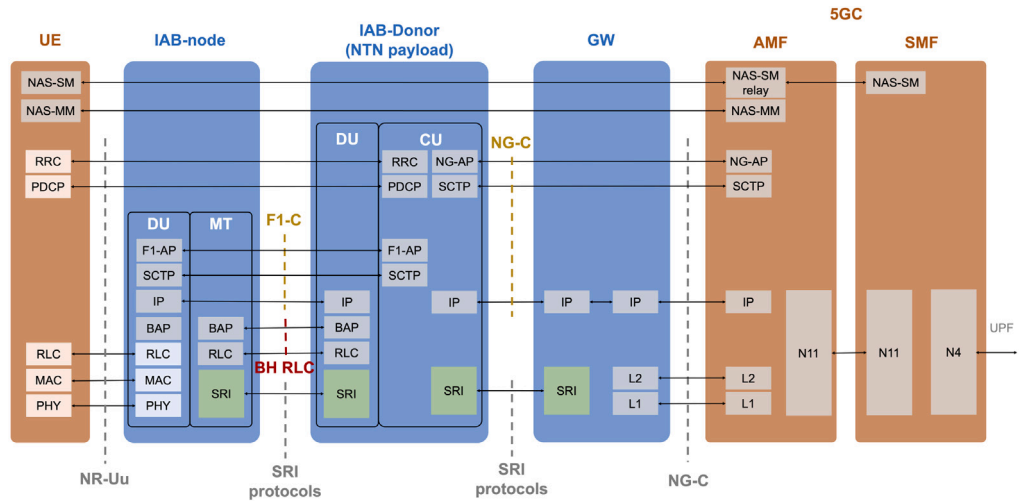 5GC
UE
IAB-node
IAB-Donor
(NTN payload)
GW
AMF
SMF
NAS-SM
NAS-SM
relay
NAS-SM
NAS-MM
NAS-MM
DU
CU
NG-C
RRC
RRC
NG-AP
NG-AP
PDCP
PDCP
SCTP
SCTP
DU
MT
F1-C
F1-AP
F1-AP
SCTP
SCTP
IP
IP
IP
IP
IP
IP
BAP
BAP
BAP
UPF
RLC
RLC
RLC
RLC
N11
N11
N4
BH RLC
MAC
MAC
SRI
SRI
SRI
SRI
L2
L2
PHY
PHY
L1
L1
NR-Uu
SRI
protocols
SRI
protocols
NG-C